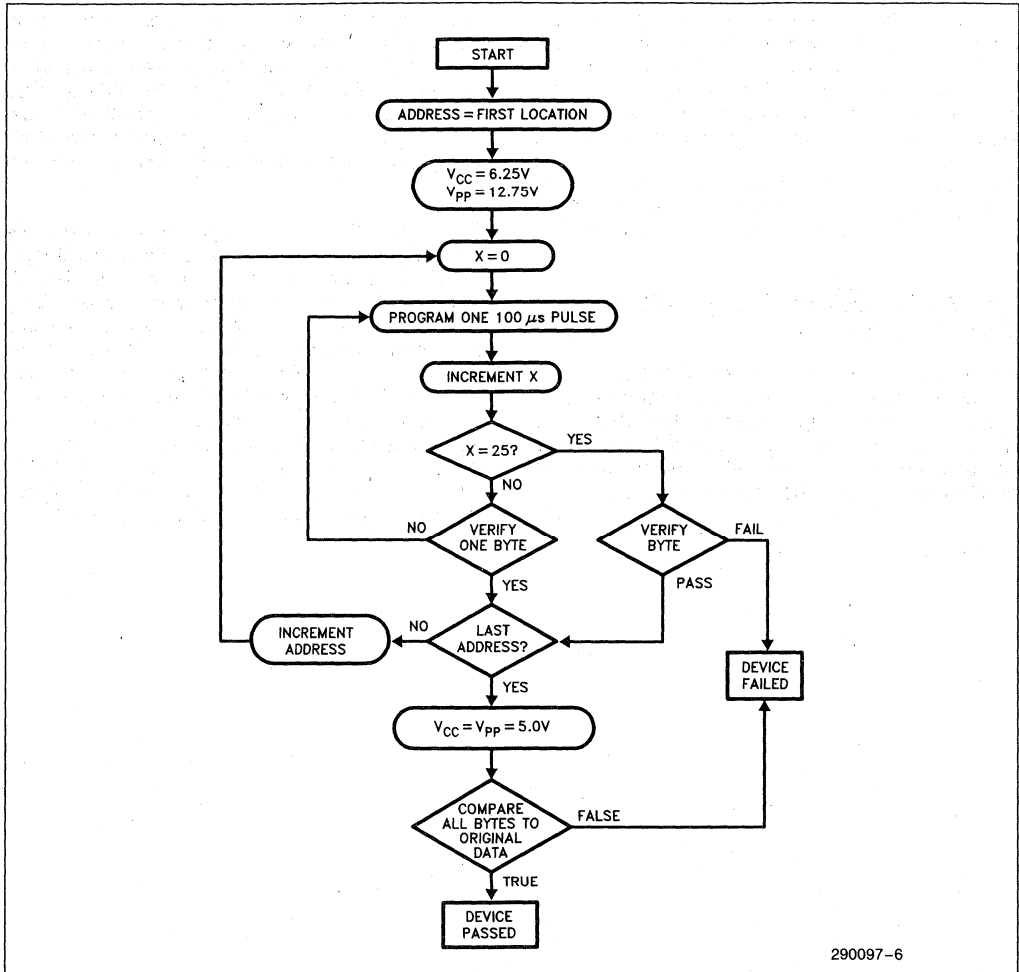 START
ADDRESS = FIRST LOCATION
VCC = 6.25V
VPP = 12.75V
X = 0
PROGRAM ONE 100 μs PULSE
INCREMENT X
X = 25?
YES
NO
NO
VERIFY
ONE BYTE
VERIFY
BYTE
FAIL
PASS
YES
INCREMENT
ADDRESS
NO
LAST
ADDRESS?
DEVICE
FAILED
YES
VCC = VPP = 5.0V
COMPARE
ALL BYTES TO
ORIGINAL
DATA
FALSE
TRUE
DEVICE
PASSED
290097–6